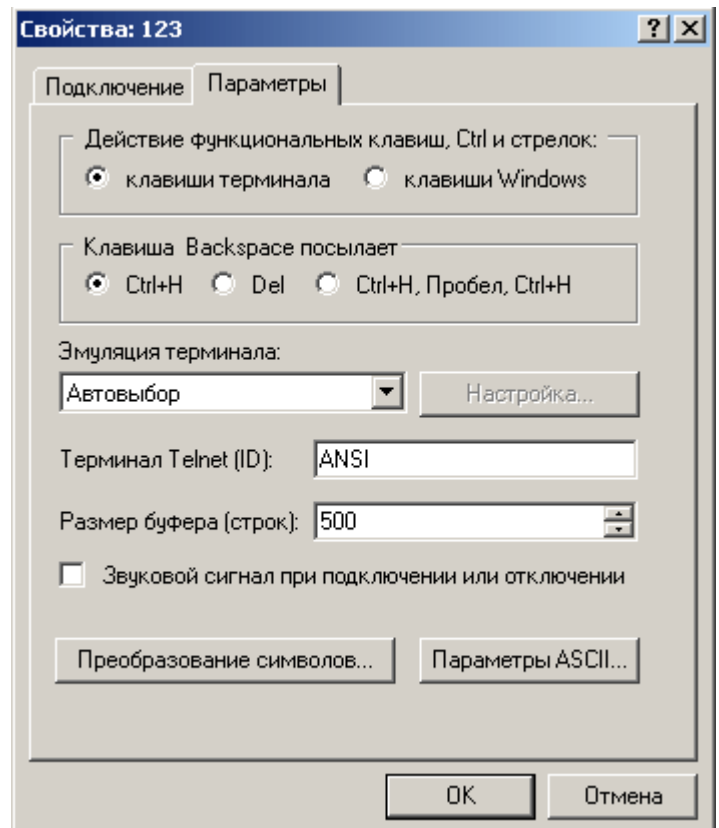 Свойства: 123
Подключение Параметры
Действие функциональных клавиш, Ctrl и стрелок:
клавиши терминала клавиши Windows
Клавиша Backspace посылает
Ctrl+H Del Ctrl+H, Пробел, Ctrl+H
Эмуляция терминала:
Автовыбор Настройка...
Терминал Telnet (ID): ANSI
Размер буфера (строк): 500
Звуковой сигнал при подключении или отключении
Преобразование символов... Параметры ASCII...
OK Отмена